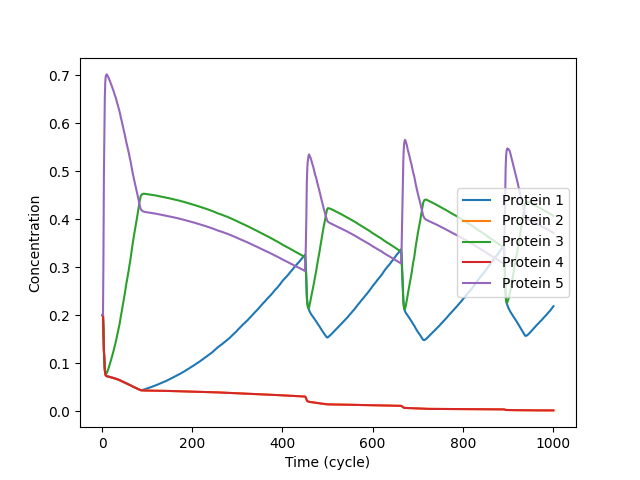 0.7
0.6
0.5
0.4
0.3
0.2
0.1
0.0
Concentration
Protein 1
Protein 2
Protein 3
Protein 4
Protein 5
0 200 400 600 800 1000
Time (cycle)